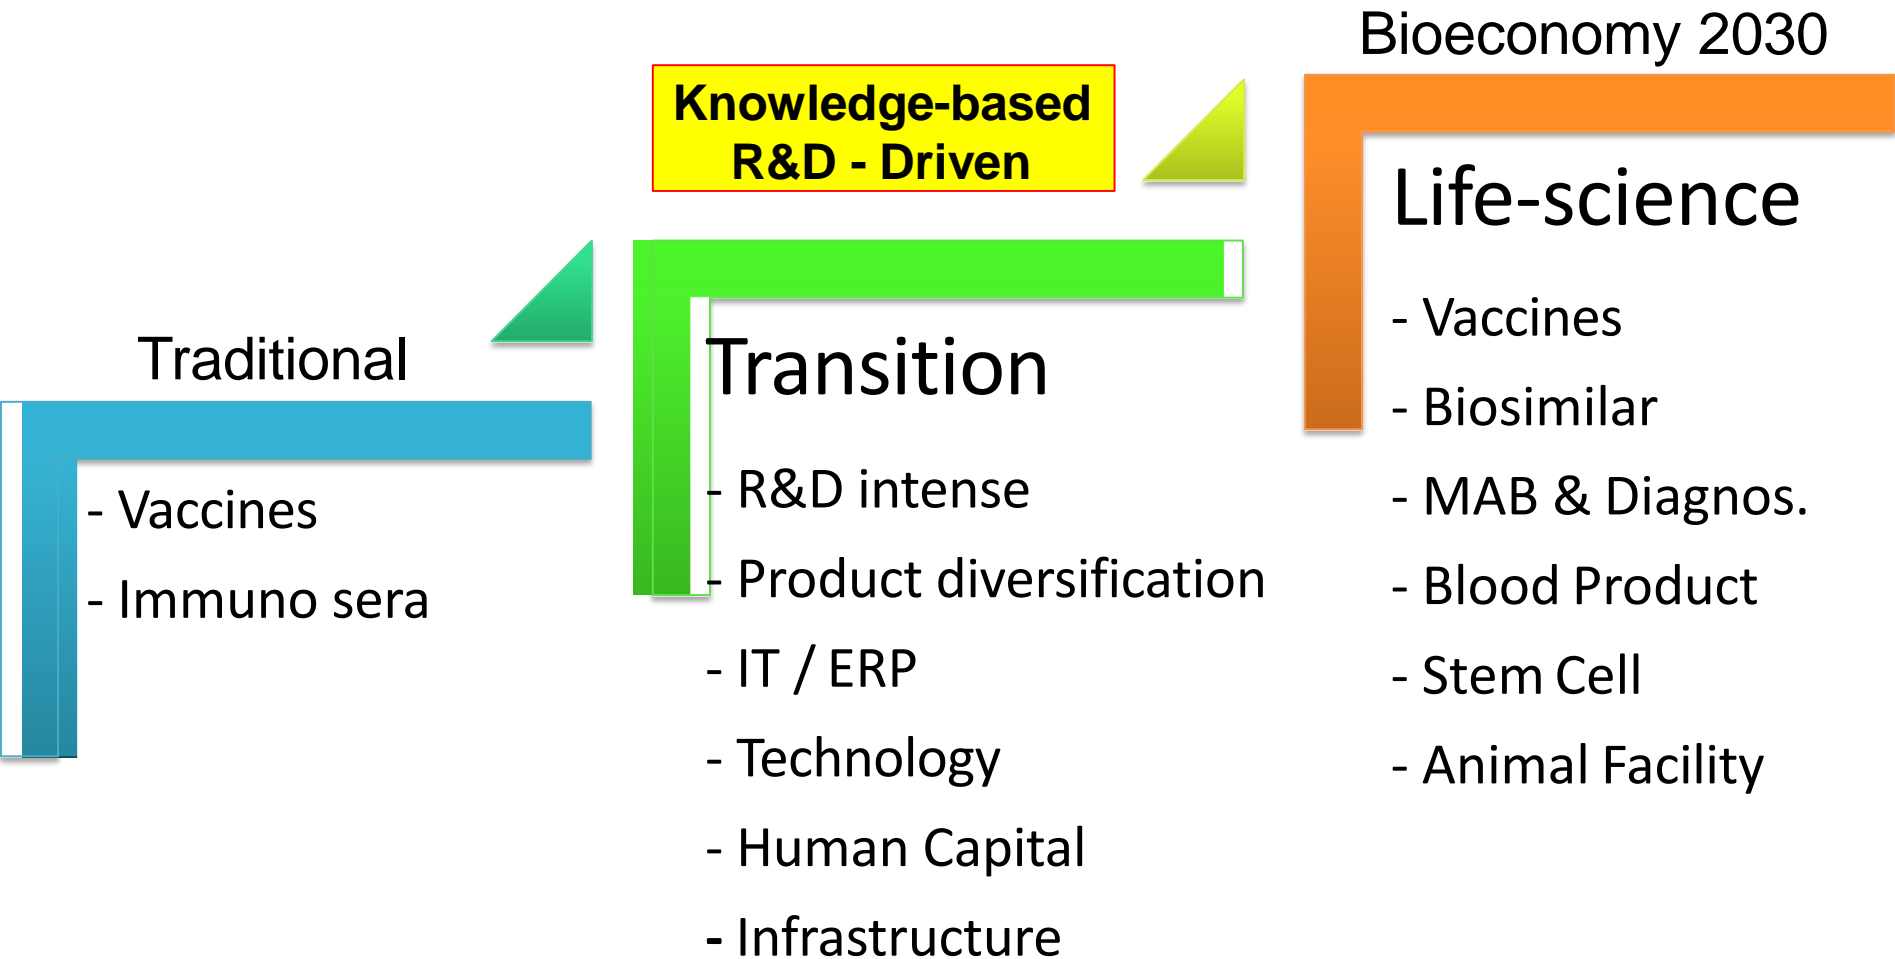 Traditional
- Vaccines
- Immuno sera
Knowledge-based
R&D - Driven
Transition
- R&D intense
- Product diversification
- IT / ERP
- Technology
- Human Capital
- Infrastructure
Bioeconomy 2030
Life-science
- Vaccines
- Biosimilar
- MAB & Diagnos.
- Blood Product
- Stem Cell
- Animal Facility